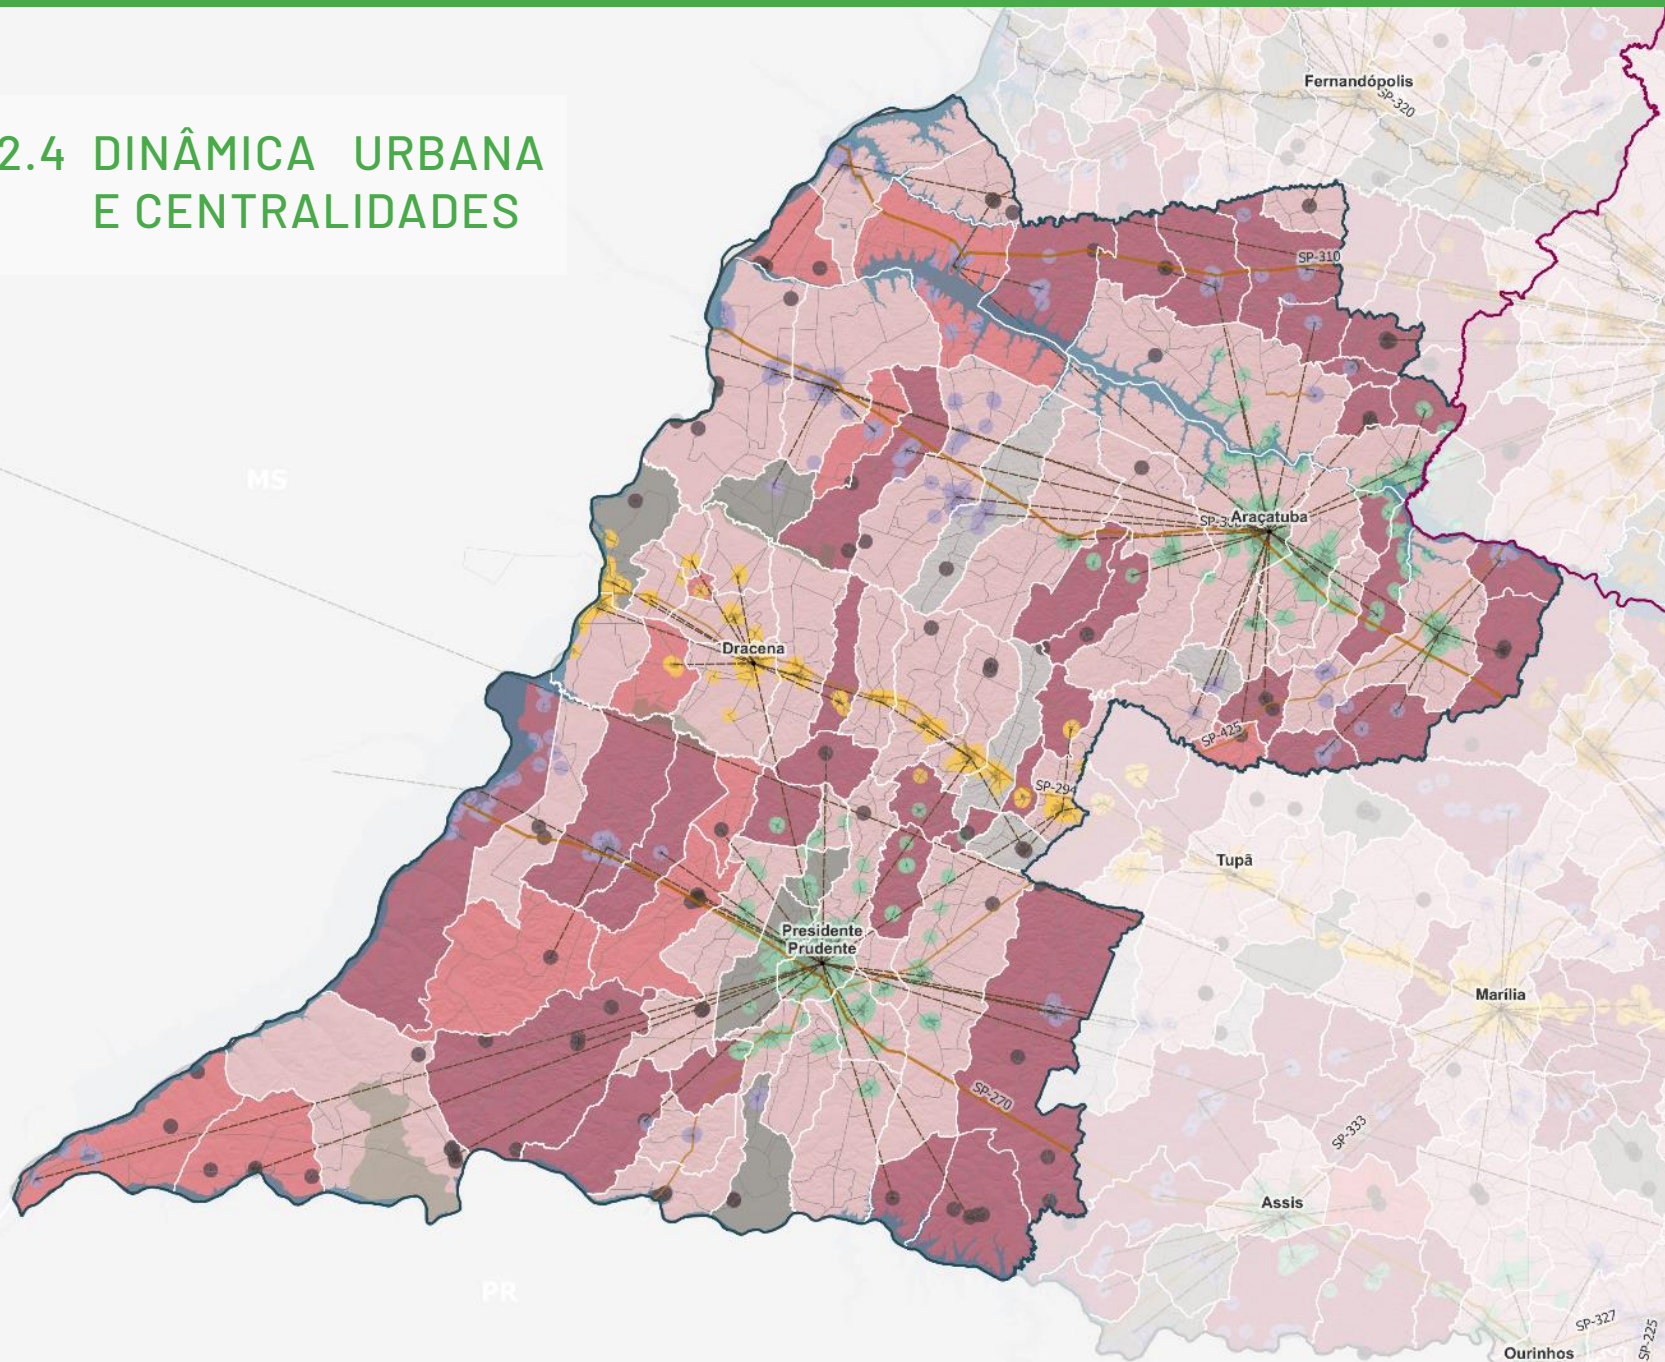 2.4 DINÂMICA URBANA
E CENTRALIDADES
Fernandópolis
SP-320
SP-310
MS
Araçatuba
Dracena
SP-425
SP-294
Tupã
Presidente
Prudente
Marília
SP-270
SP-333
Assis
PR
SP-327
SP-225
Ourinhos